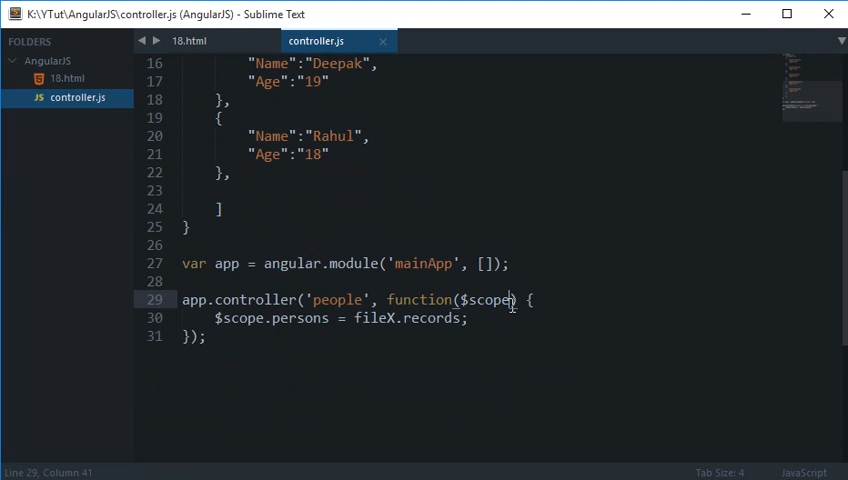 K:\YTut\AngularJS\controller.js (AngularJS) - Sublime Text
FOLDERS
AngularJS
18.html
JS controller.js
18.html
controller.js
16 "Name":"Deepak",
17 "Age":"19"
18 },
19 {
20 "Name":"Rahul",
21 "Age":"18"
22 },
23
24 ]
25 }
26
27 var app = angular.module('mainApp', []);
28
29 app.controller('people', function($scope) {
30 $scope.persons = fileX.records;
31 });
Line 29, Column 41
Tab Size: 4
JavaScript